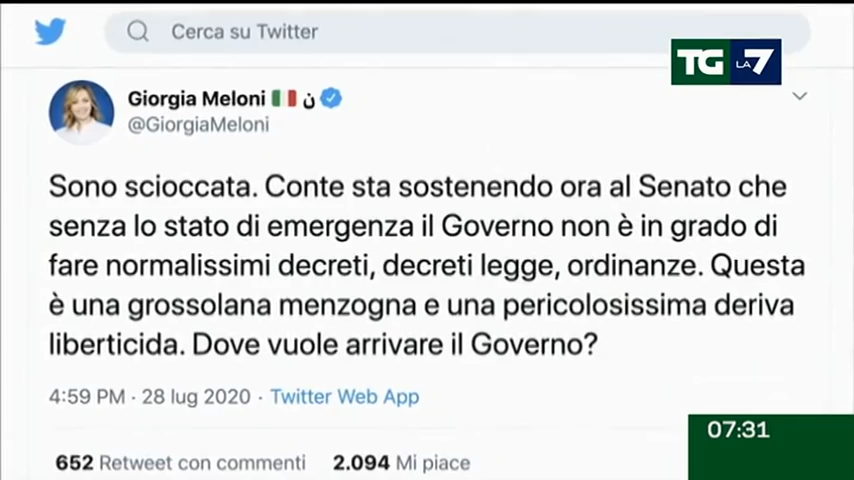 Cerca su Twitter
TG LA 7
Giorgia Meloni 🇮🇹 ن
@GiorgiaMeloni
Sono scioccata. Conte sta sostenendo ora al Senato che
senza lo stato di emergenza il Governo non è in grado di
fare normalissimi decreti, decreti legge, ordinanze. Questa
è una grossolana menzogna e una pericolosissima deriva
liberticida. Dove vuole arrivare il Governo?
4:59 PM · 28 lug 2020 · Twitter Web App
07:31
652 Retweet con commenti 2.094 Mi piace